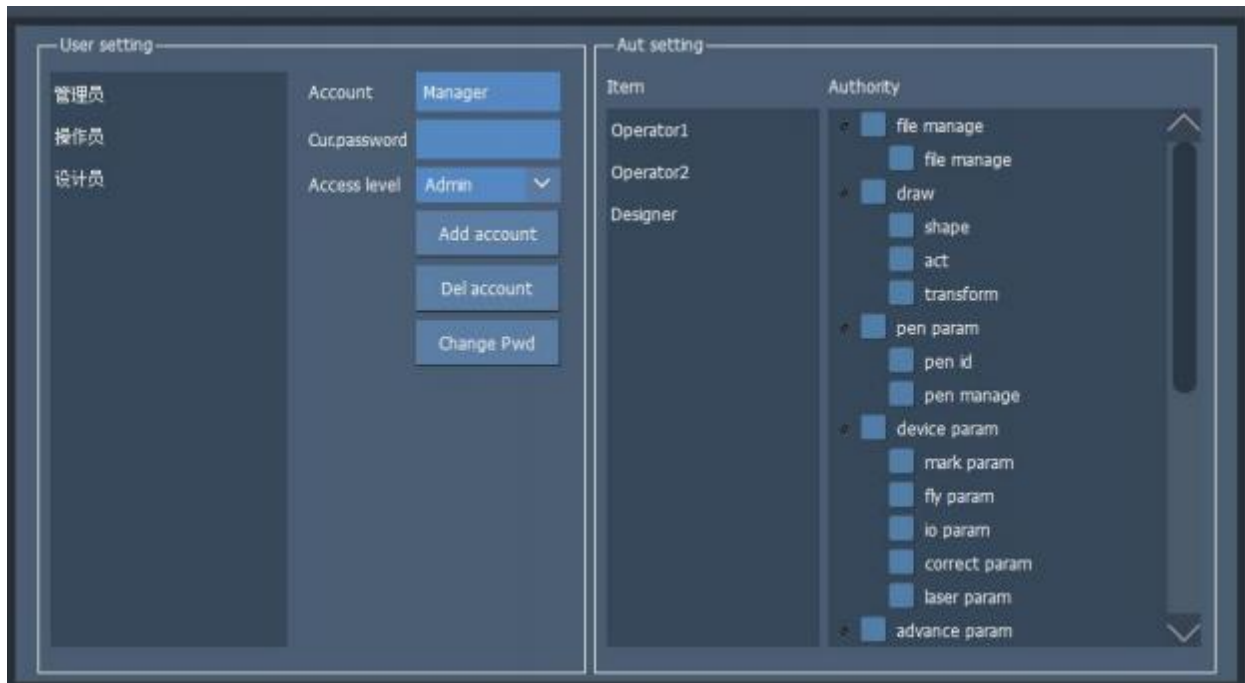 User setting
管理员
操作员
设计员
Account
Manager
Cur.password
Access level
Admin
Add account
Del account
Change Pwd
Aut setting
Item
Authority
Operator1
Operator2
Designer
file manage
file manage
draw
shape
act
transform
pen param
pen id
pen manage
device param
mark param
fly param
io param
correct param
laser param
advance param